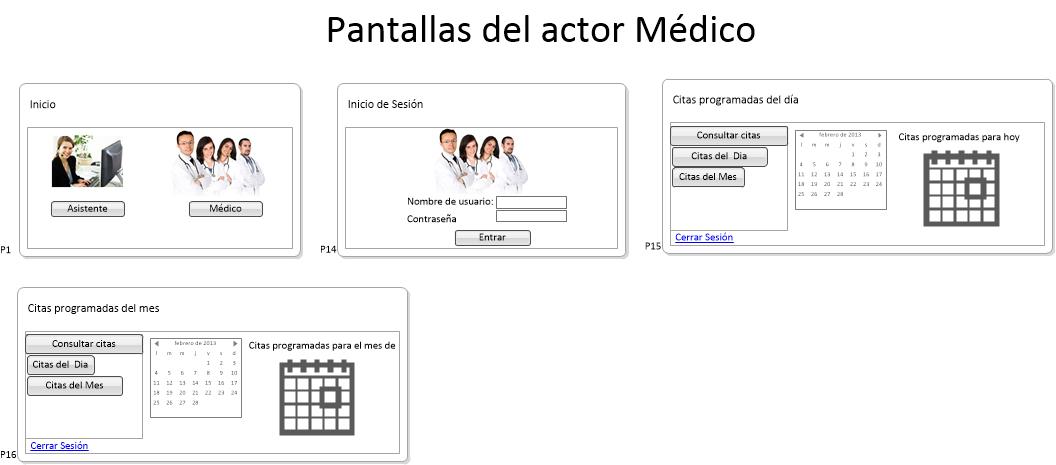 Pantallas del actor Médico
Inicio
Asistente
Médico
P1
Inicio de Sesión
Nombre de usuario:
Contraseña
Entrar
P14
Citas programadas del día
Consultar citas
Citas del Dia
Citas del Mes
Cerrar Sesión
febrero de 2013
l m m j v s d
1 2 3
4 5 6 7 8 9 10
11 12 13 14 15 16 17
18 19 20 21 22 23 24
25 26 27 28
Citas programadas para hoy
P15
Citas programadas del mes
Consultar citas
Citas del Dia
Citas del Mes
Cerrar Sesión
febrero de 2013
l m m j v s d
1 2 3
4 5 6 7 8 9 10
11 12 13 14 15 16 17
18 19 20 21 22 23 24
25 26 27 28
Citas programadas para el mes de
P16